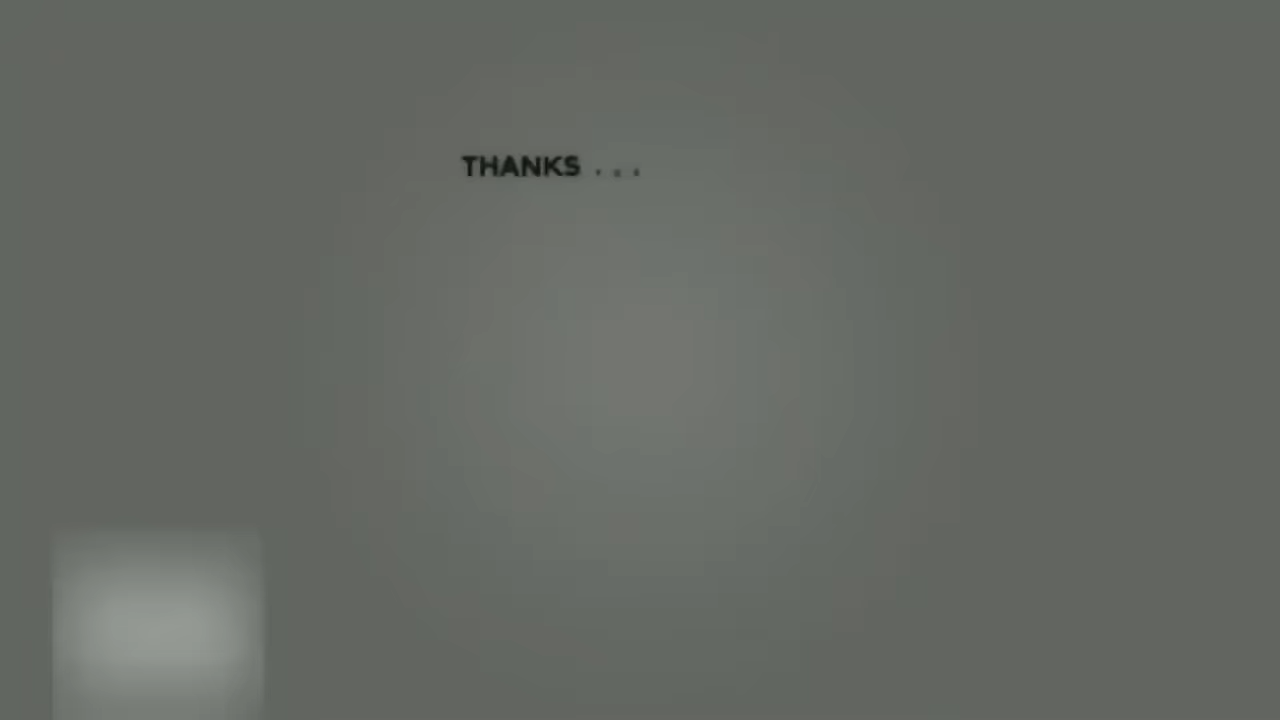 THANKS . . .